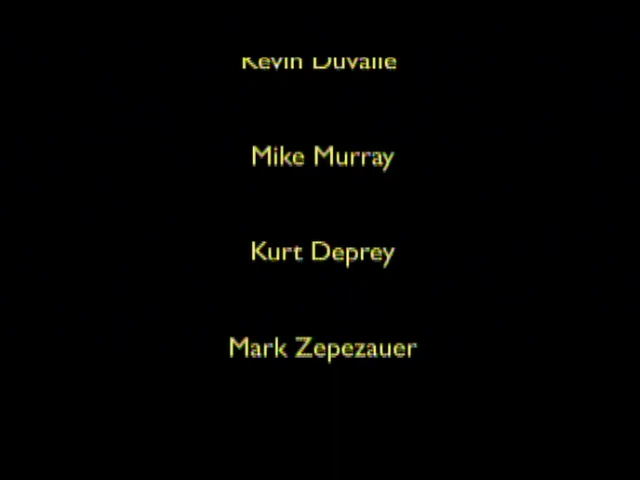 Kevin Duvalle
Mike Murray
Kurt Deprey
Mark Zepezauer